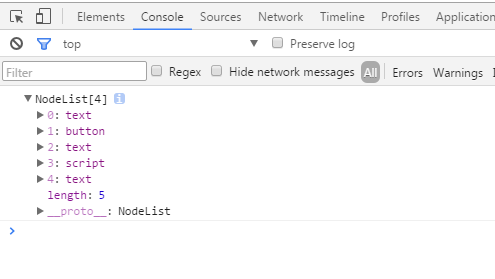 Elements Console Sources Network Timeline Profiles Application
top Preserve log
Filter Regex Hide network messages All Errors Warnings
NodeList[4] i
0: text
1: button
2: text
3: script
4: text
length: 5
__proto__: NodeList